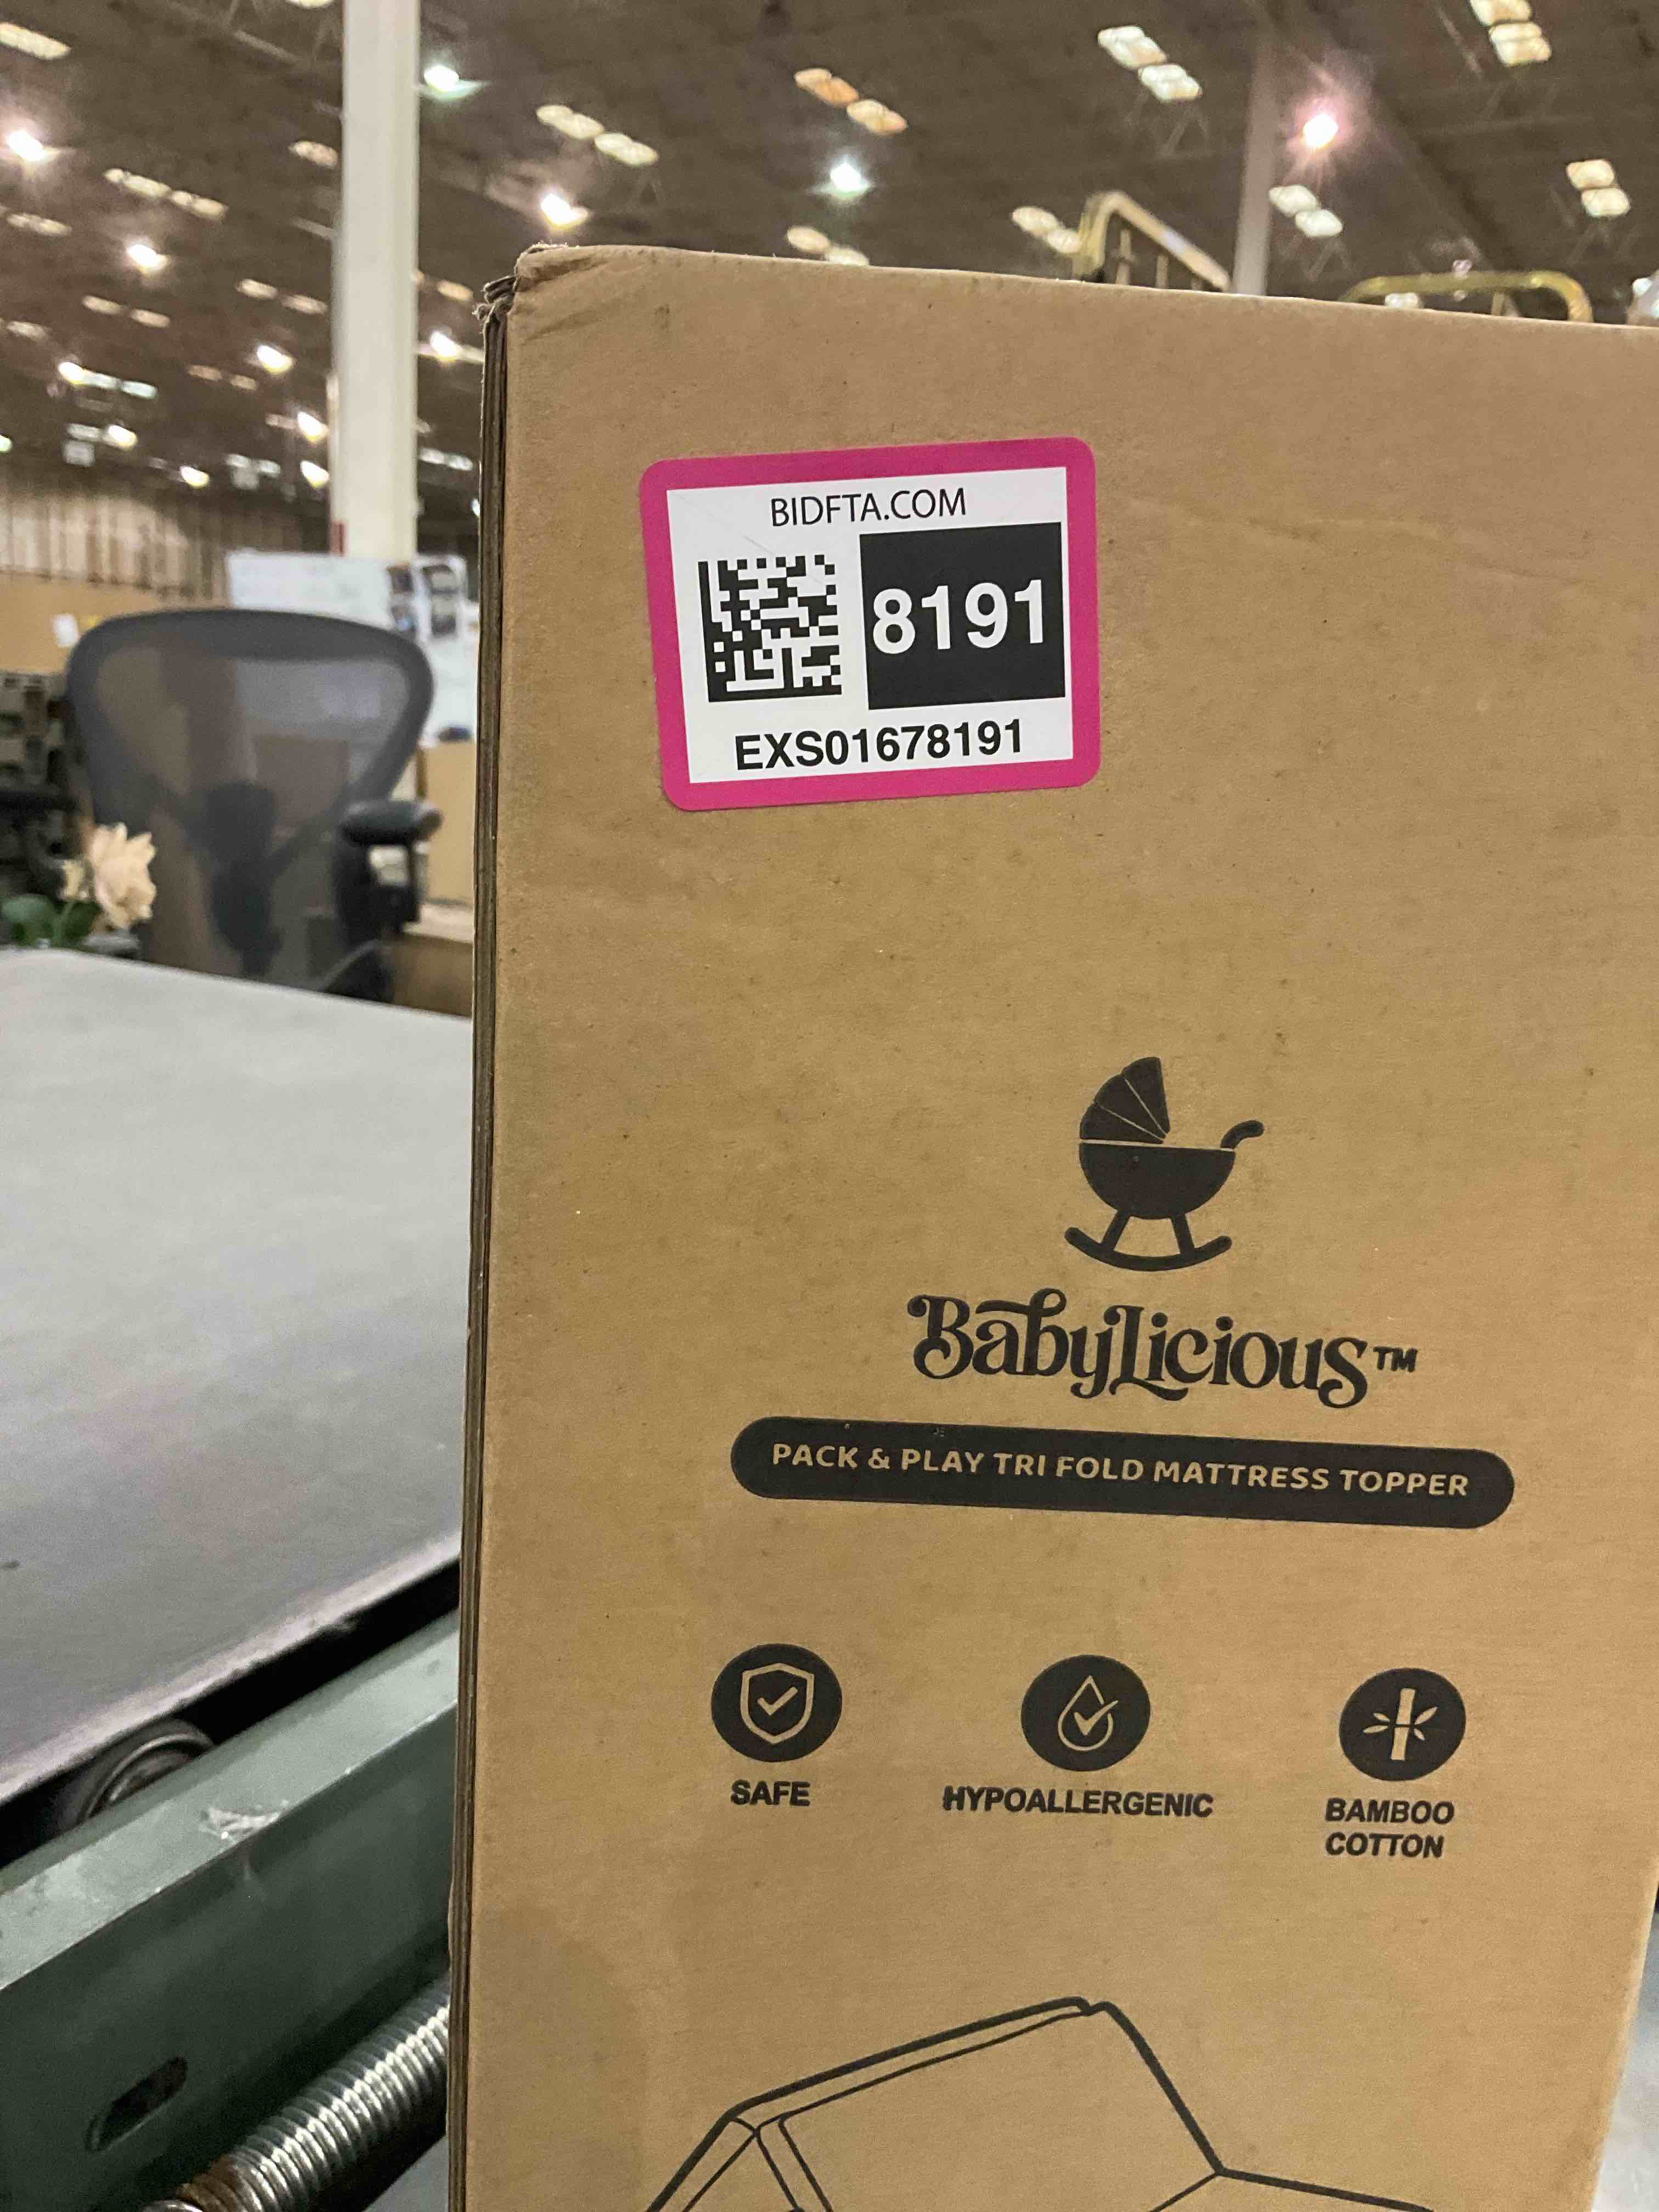 BIDFTA.COM
8191
EXS01678191
BabyLicious™
PACK & PLAY TRI FOLD MATTRESS TOPPER
SAFE
HYPOALLERGENIC
BAMBOO
COTTON